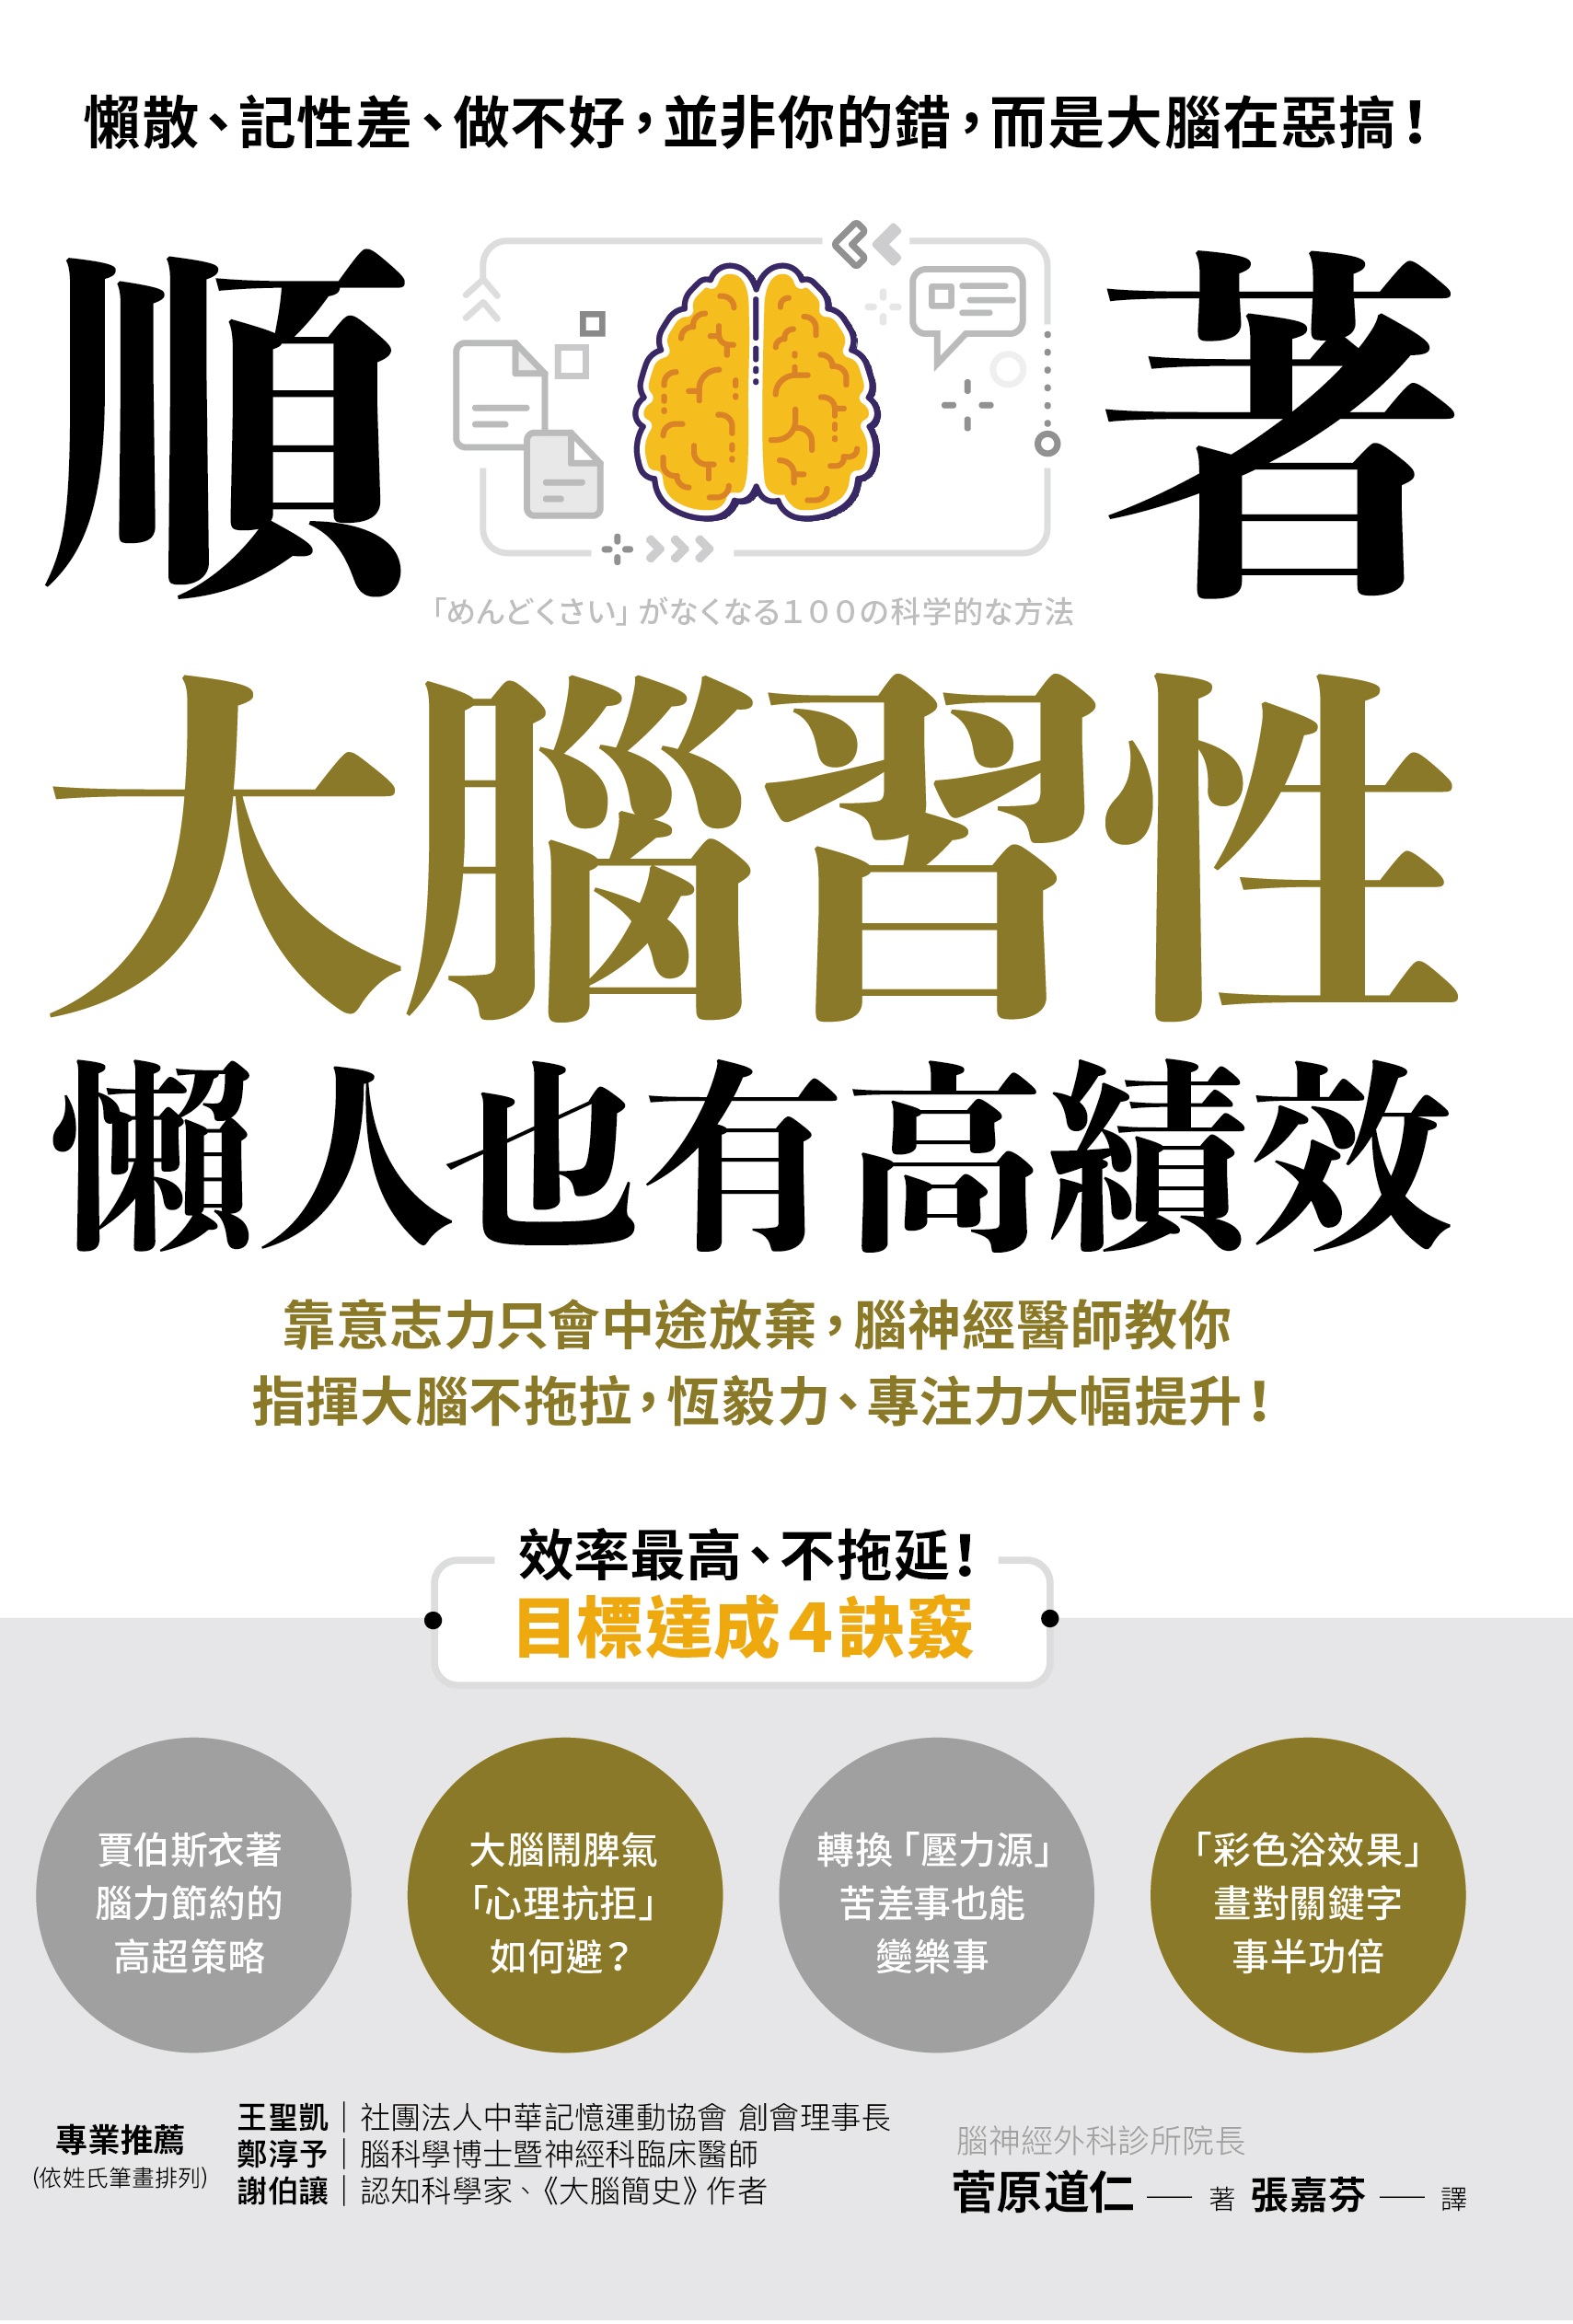 懶散、記性差、做不好，並非你的錯，而是大腦在惡搞！
順著
「めんどくさい」がなくなる１００の科学的な方法
大腦習性
懶人也有高績效
靠意志力只會中途放棄，腦神經醫師教你
指揮大腦不拖拉，恆毅力、專注力大幅提升！
效率最高、不拖延！
目標達成4訣竅
賈伯斯衣著
腦力節約的
高超策略
大腦鬧脾氣
「心理抗拒」
如何避？
轉換「壓力源」
苦差事也能
變樂事
「彩色浴效果」
畫對關鍵字
事半功倍
專業推薦
（依姓氏筆畫排列）
王聖凱｜社團法人中華記憶運動協會 創會理事長
鄭淳予｜腦科學博士暨神經科臨床醫師
謝伯讓｜認知科學家、《大腦簡史》作者
腦神經外科診所院長
菅原道仁 — 著 張嘉芬 — 譯